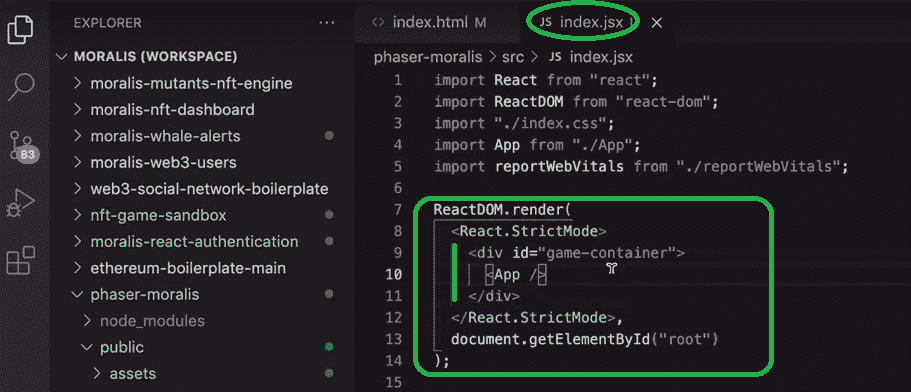 EXPLORER
MORALIS (WORKSPACE)
moralis-mutants-nft-engine
moralis-nft-dashboard
moralis-whale-alerts
83
moralis-web3-users
web3-social-network-boilerplate
nft-game-sandbox
moralis-react-authentication
ethereum-boilerplate-main
phaser-moralis
node_modules
public
assets
<> index.html M
JS index.jsx
phaser-moralis > src > JS index.jsx
1 import React from "react";
2 import ReactDOM from "react-dom";
3 import "./index.css";
4 import App from "./App";
5 import reportWebVitals from "./reportWebVitals";
6
7 ReactDOM.render(
8 <React.StrictMode>
9 <div id="game-container">
10 <App />
11 </div>
12 </React.StrictMode>,
13 document.getElementById("root")
14 );
15